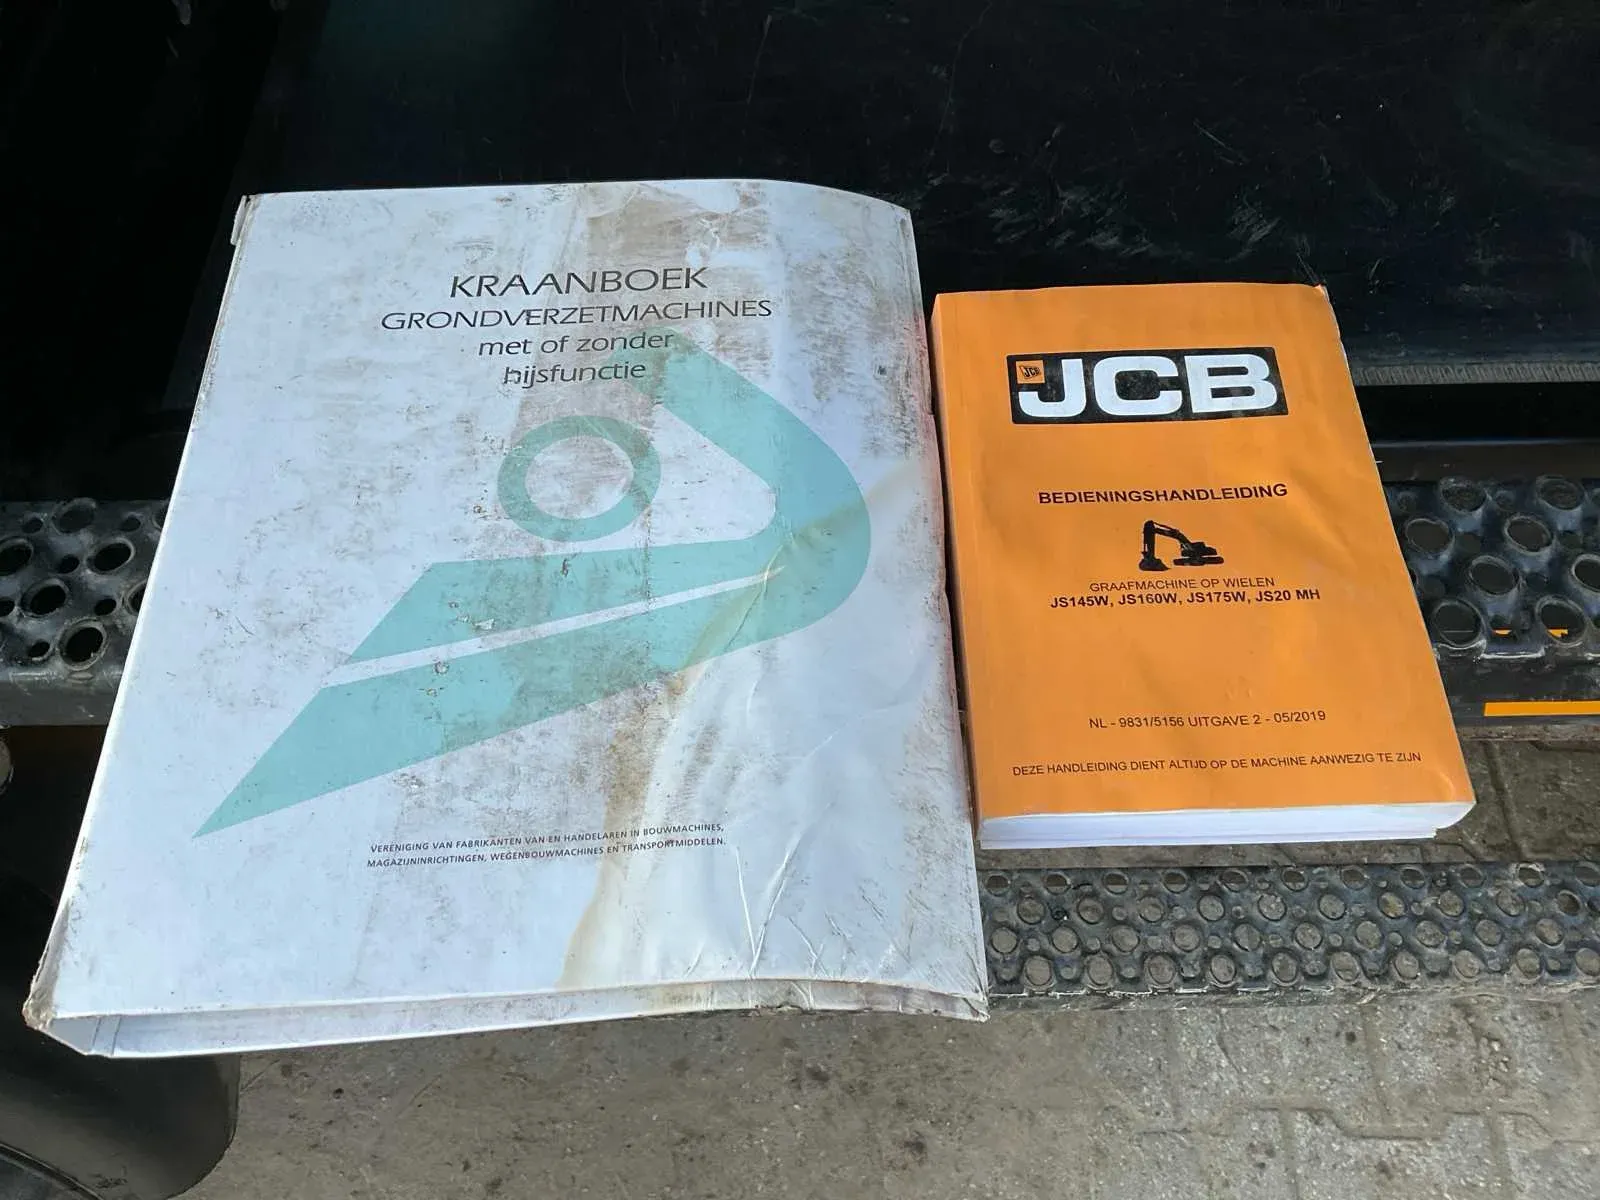 KRAANBOEK
GRONDVERZETMACHINES
met of zonder
hijsfunctie
VERENIGING VAN FABRIKANTEN VAN EN HANDELAREN IN BOUWMACHINES,
MAGAZIJNINRICHTINGEN, WEGENBOUWMACHINES EN TRANSPORTMIDDELEN.
JCB
JCB
BEDIENINGSHANDLEIDING
GRAAFMACHINE OP WIELEN
JS145W, JS160W, JS175W, JS20 MH
NL - 9831/5156 UITGAVE 2 - 05/2019
DEZE HANDLEIDING DIENT ALTIJD OP DE MACHINE AANWEZIG TE ZIJN